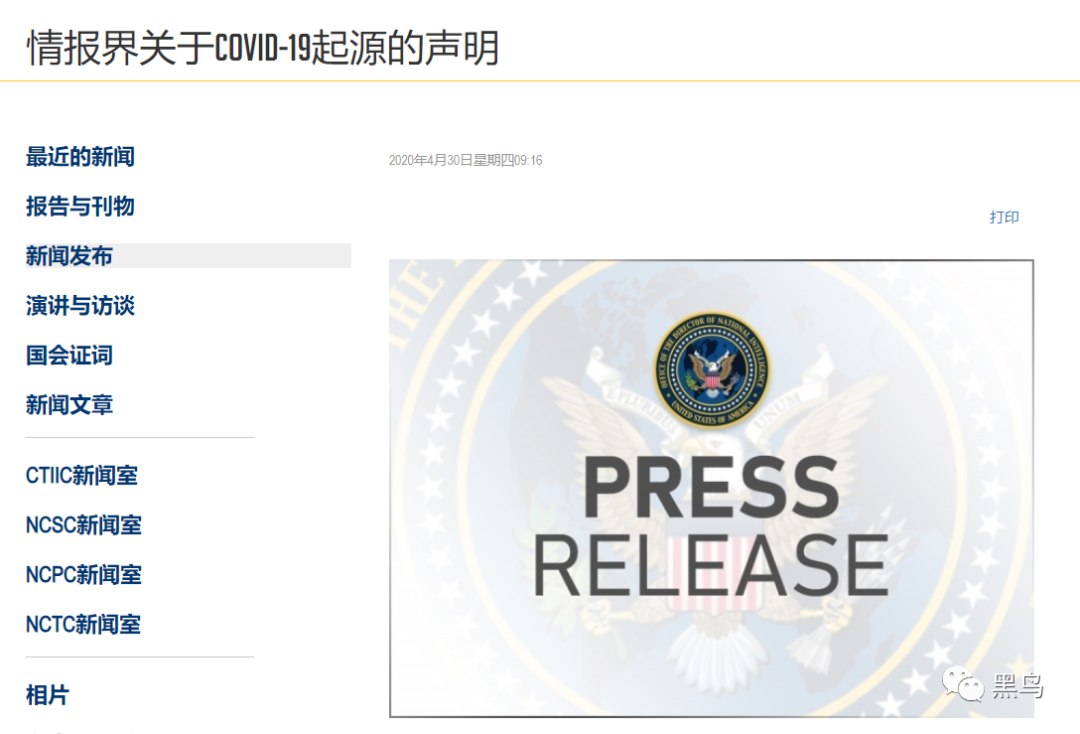 情报界关于COVID-19起源的声明
最近的新闻
报告与刊物
新闻发布
演讲与访谈
国会证词
新闻文章
CTIIC新闻室
NCSC新闻室
NCPC新闻室
NCTC新闻室
相片
2020年4月30日星期四09:16
打印
THE
E PLURIBUS UNUM
OFFICE OF THE DIRECTOR OF NATIONAL INTELLIGENCE
UNITED STATES OF AMERICA
PRESS
RELEASE
黑鸟